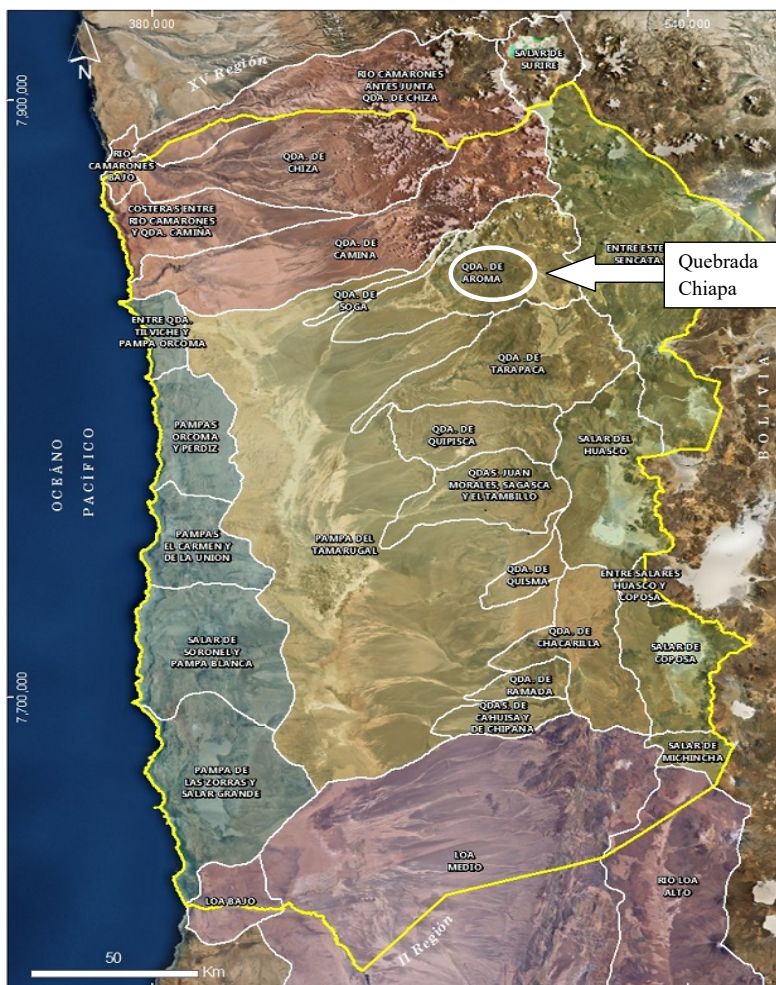 380,000
540,000
N
XV Región
7,900,000
SALAR DE
SURIRE
RIO CAMARONES
ANTES JUNTA
QDA. DE CHIZA
RIO
CAMARONES
BAJO
QDA. DE
CHIZA
COSTERAS ENTRE
RIO CAMARONES
Y QDA. CAMIÑA
QDA. DE
CAMINA
QDA. DE
AROMA
Quebrada
Chiapa
QDA. DE
SOGA
ENTRE QDA.
TILVICHE Y
PAMPA ORCOMA
QDA. DE
TARAPACA
BOLIVIA
OCEÁNO
PACÍFICO
PAMPAS
ORCOMA
Y PERDIZ
QDA. DE
QUIPISCA
SALAR DEL
HUASCO
QDAS. JUAN
MORALES, SAGASCA
Y EL TAMBILLO
PAMPAS
EL CARMEN Y
DE LA UNION
PAMPA DEL
TAMARUGAL
QDA. DE
QUISMA
ENTRE SALARES
HUASCO Y
COPOSA
SALAR DE
SORONEL Y
PAMPA BLANCA
QDA. DE
CHACARILLA
SALAR DE
COPOSA
QDA. DE
RAMADA
7,700,000
QDAS. DE
CAHUISA Y
DE CHIPANA
SALAR DE
MICHINCHA
PAMPA DE
LAS ZORRAS Y
SALAR GRANDE
LOA
MEDIO
RIO LOA
ALTO
LOA BAJO
II Región
50
Km